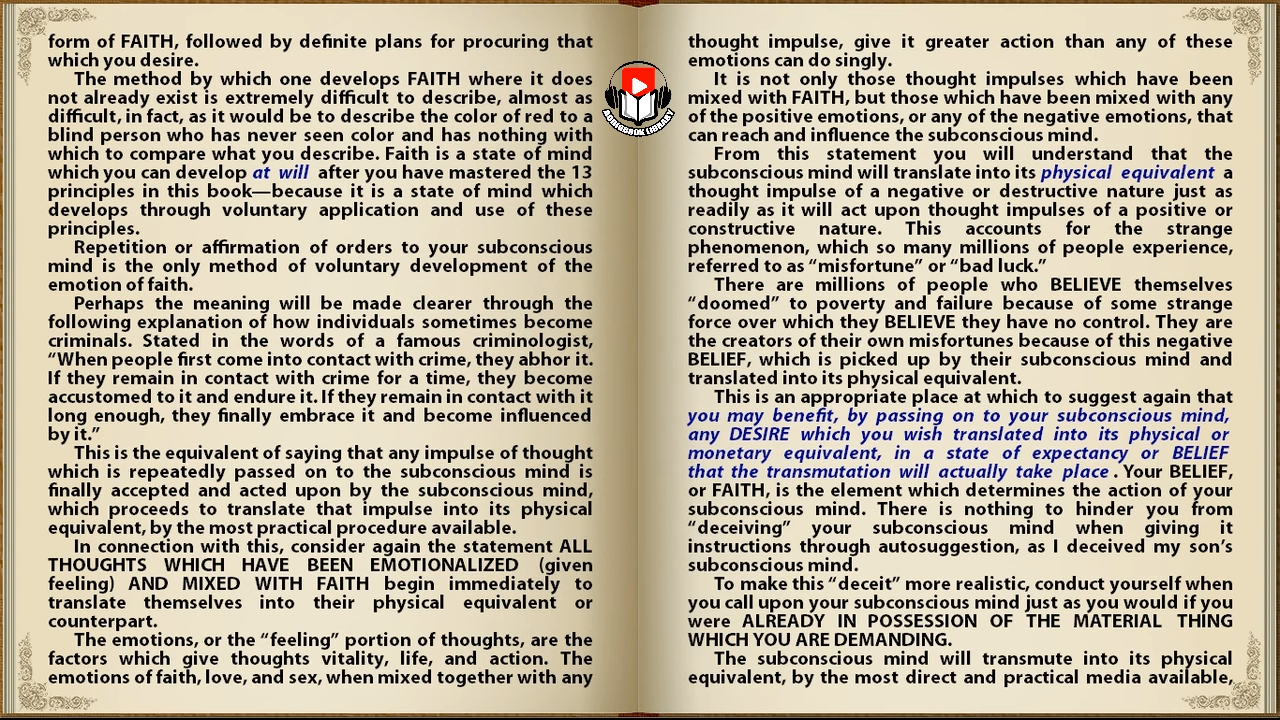 form of FAITH, followed by definite plans for procuring that
which you desire.
The method by which one develops FAITH where it does
not already exist is extremely difficult to describe, almost as
difficult, in fact, as it would be to describe the color of red to a
blind person who has never seen color and has nothing with
which to compare what you describe. Faith is a state of mind
which you can develop at will after you have mastered the 13
principles in this book—because it is a state of mind which
develops through voluntary application and use of these
principles.
Repetition or affirmation of orders to your subconscious
mind is the only method of voluntary development of the
emotion of faith.
Perhaps the meaning will be made clearer through the
following explanation of how individuals sometimes become
criminals. Stated in the words of a famous criminologist,
“When people first come into contact with crime, they abhor it.
If they remain in contact with crime for a time, they become
accustomed to it and endure it. If they remain in contact with it
long enough, they finally embrace it and become influenced
by it.”
This is the equivalent of saying that any impulse of thought
which is repeatedly passed on to the subconscious mind is
finally accepted and acted upon by the subconscious mind,
which proceeds to translate that impulse into its physical
equivalent, by the most practical procedure available.
In connection with this, consider again the statement ALL
THOUGHTS WHICH HAVE BEEN EMOTIONALIZED (given
feeling) AND MIXED WITH FAITH begin immediately to
translate themselves into their physical equivalent or
counterpart.
The emotions, or the “feeling” portion of thoughts, are the
factors which give thoughts vitality, life, and action. The
emotions of faith, love, and sex, when mixed together with any
AUDIOBOOK LIBRARY
thought impulse, give it greater action than any of these
emotions can do singly.
It is not only those thought impulses which have been
mixed with FAITH, but those which have been mixed with any
of the positive emotions, or any of the negative emotions, that
can reach and influence the subconscious mind.
From this statement you will understand that the
subconscious mind will translate into its physical equivalent a
thought impulse of a negative or destructive nature just as
readily as it will act upon thought impulses of a positive or
constructive nature. This accounts for the strange
phenomenon, which so many millions of people experience,
referred to as “misfortune” or “bad luck.”
There are millions of people who BELIEVE themselves
“doomed” to poverty and failure because of some strange
force over which they BELIEVE they have no control. They are
the creators of their own misfortunes because of this negative
BELIEF, which is picked up by their subconscious mind and
translated into its physical equivalent.
This is an appropriate place at which to suggest again that
you may benefit, by passing on to your subconscious mind,
any DESIRE which you wish translated into its physical or
monetary equivalent, in a state of expectancy or BELIEF
that the transmutation will actually take place . Your BELIEF,
or FAITH, is the element which determines the action of your
subconscious mind. There is nothing to hinder you from
“deceiving” your subconscious mind when giving it
instructions through autosuggestion, as I deceived my son’s
subconscious mind.
To make this “deceit” more realistic, conduct yourself when
you call upon your subconscious mind just as you would if you
were ALREADY IN POSSESSION OF THE MATERIAL THING
WHICH YOU ARE DEMANDING.
The subconscious mind will transmute into its physical
equivalent, by the most direct and practical media available,